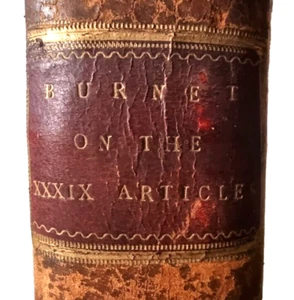 BURNET
ON THE
XXXIX ARTICLES